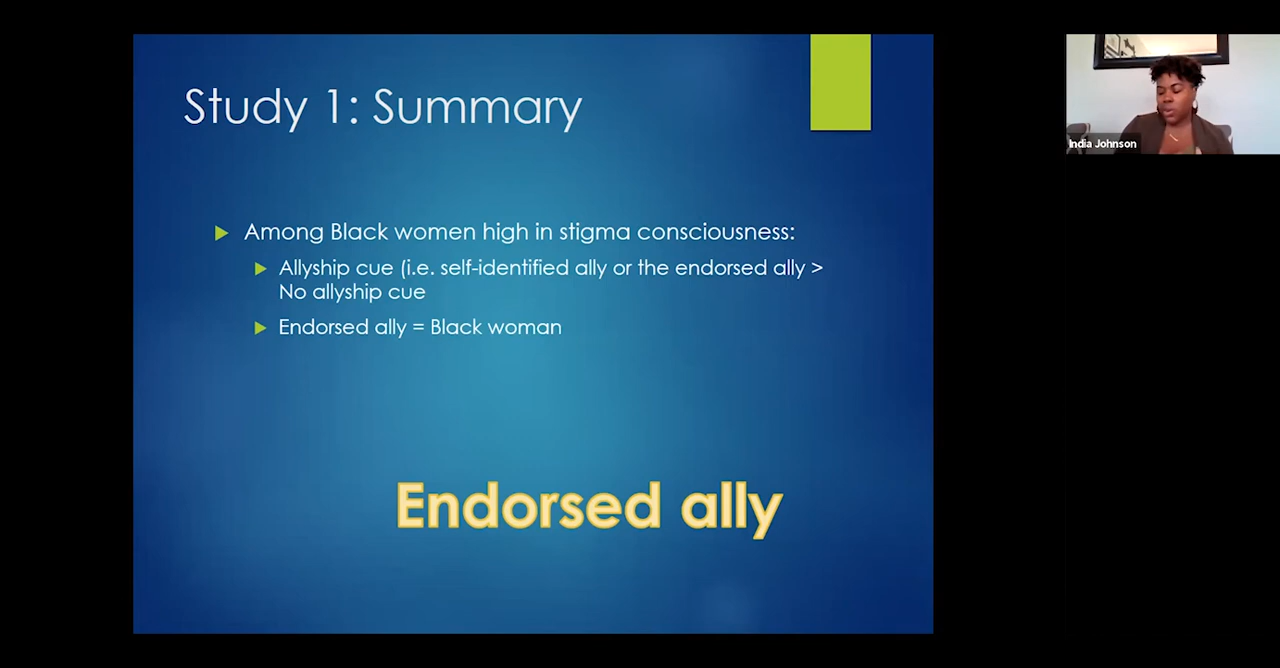 Study 1: Summary
Among Black women high in stigma consciousness:
Allyship cue (i.e. self-identified ally or the endorsed ally >
No allyship cue
Endorsed ally = Black woman
Endorsed ally
India Johnson